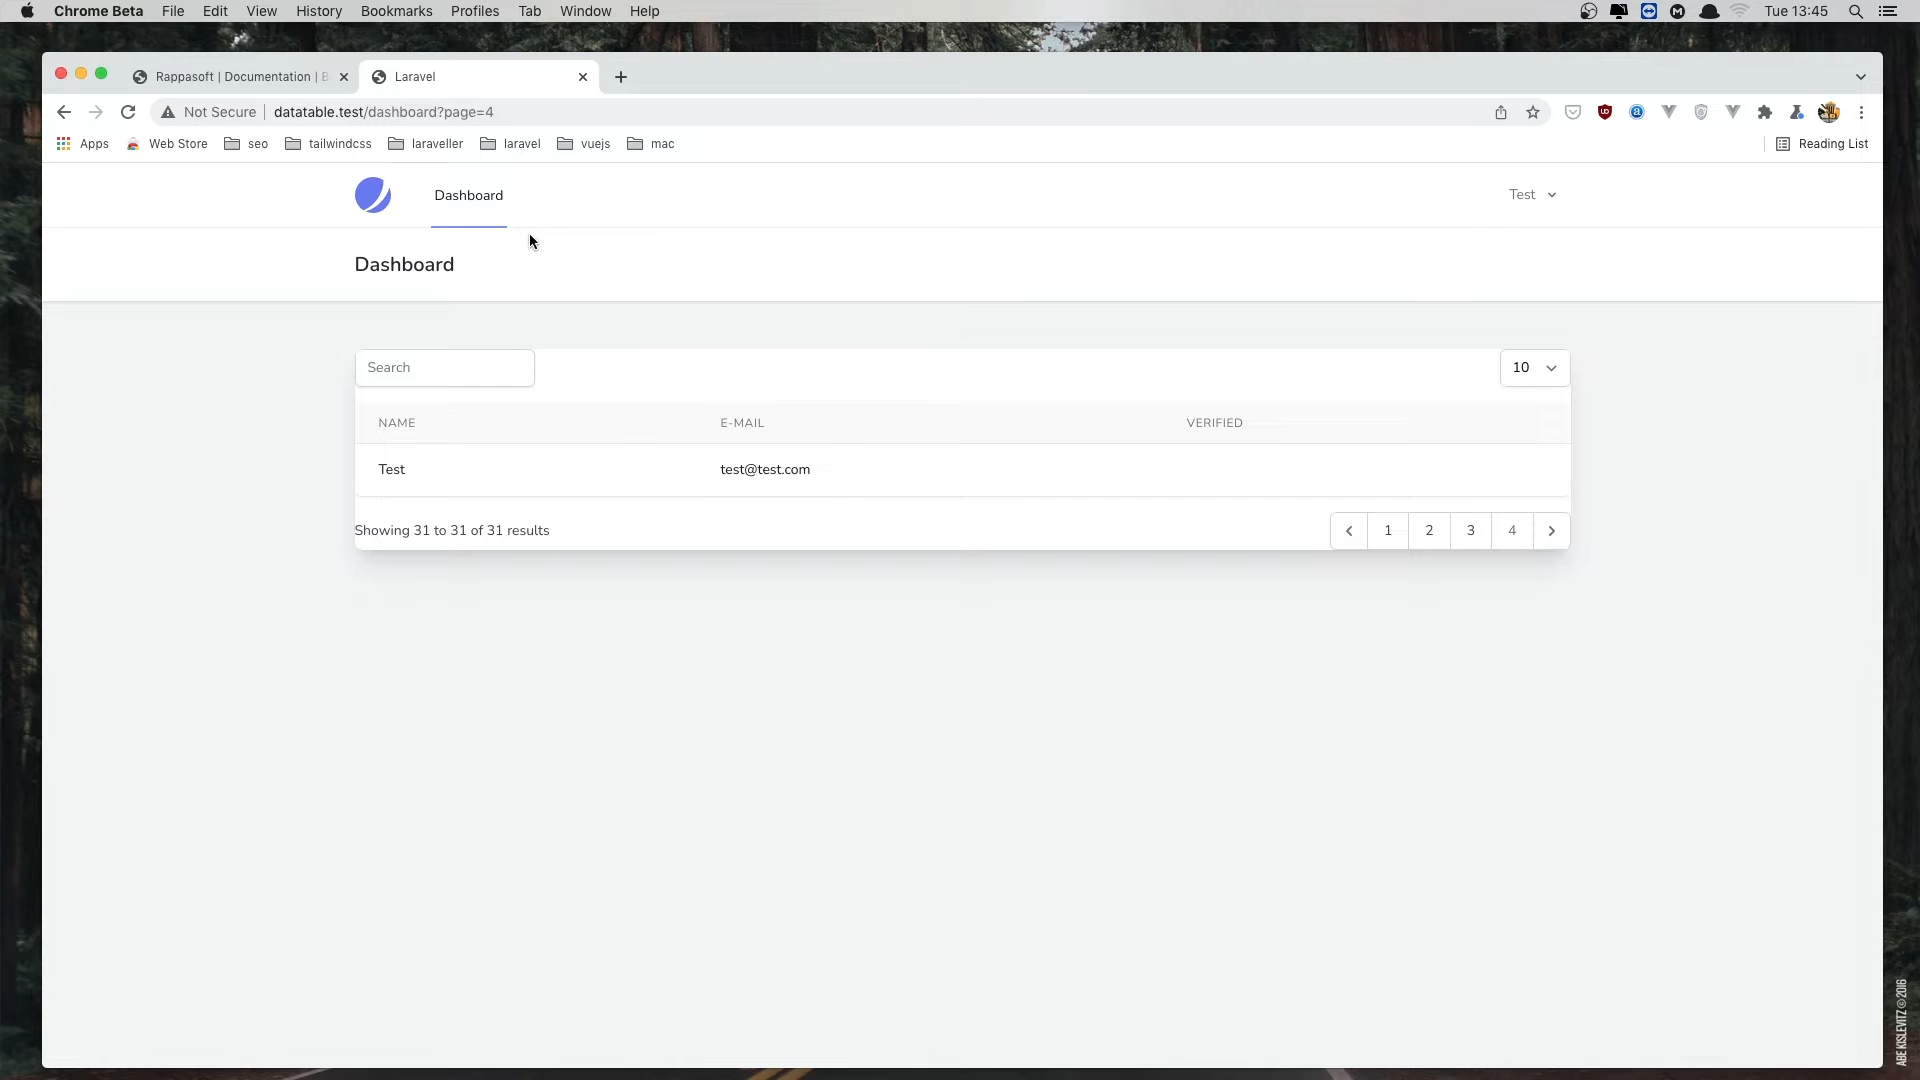 Chrome Beta File Edit View History Bookmarks Profiles Tab Window Help Tue 13:45
Rappasoft | Documentation | Laravel
Not Secure datatable.test/dashboard?page=4
Apps Web Store seo tailwindcss laraveller laravel vuejs mac Reading List
Dashboard Test
Dashboard
Search 10
NAME E-MAIL VERIFIED
Test test@test.com
Showing 31 to 31 of 31 results 1 2 3 4
ABE KISLEVITZ © 2016